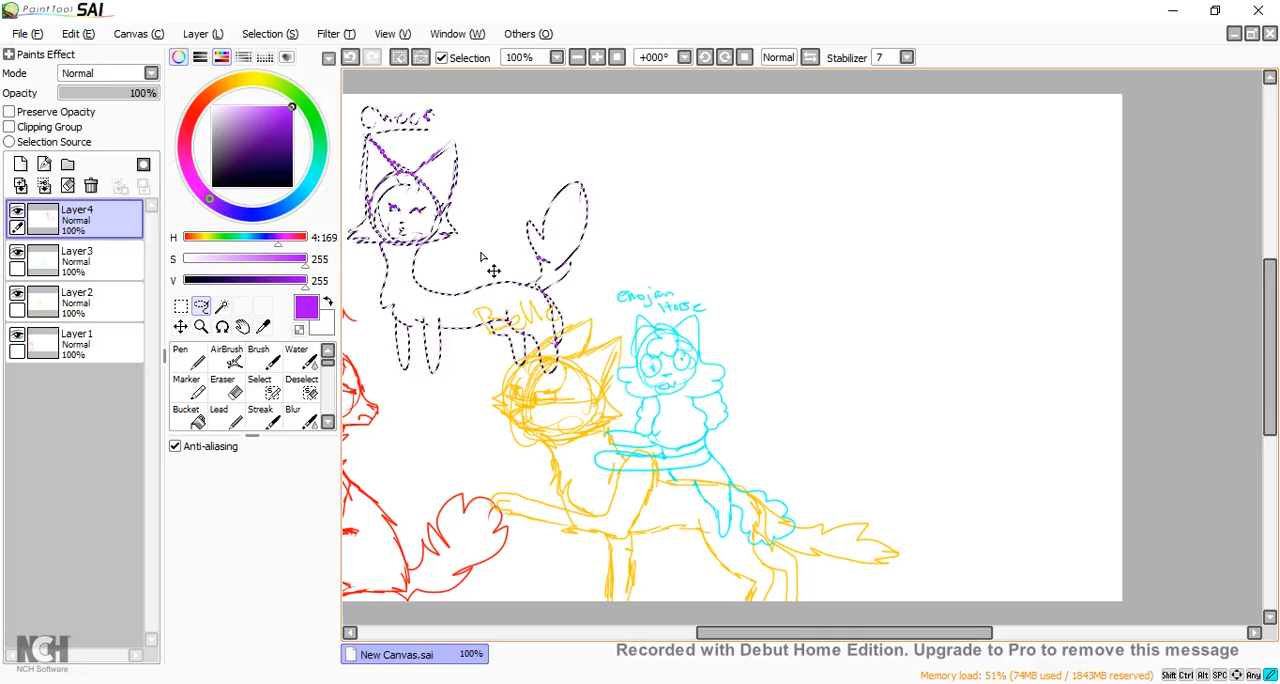 PaintTool SAI
File (F) Edit (E) Canvas (C) Layer (L) Selection (S) Filter (T) View (V) Window (W) Others (O)
Paints Effect
Mode Normal
Opacity 100%
Preserve Opacity
Clipping Group
Selection Source
Layer4
Normal
100%
Layer3
Normal
100%
Layer2
Normal
100%
Layer1
Normal
100%
H 4:169
S 255
V 255
Pen AirBrush Brush Water
Marker Eraser Select Deselect
Bucket Lead Streak Blur
Anti-aliasing
Selection 100% +000° Normal Stabilizer 7
Belle
emojan
Horse
New Canvas.sai 100%
NCH
NCH Software
Recorded with Debut Home Edition. Upgrade to Pro to remove this message
Memory load: 51% (74MB used / 1843MB reserved) Shift Ctrl Alt SPC Any